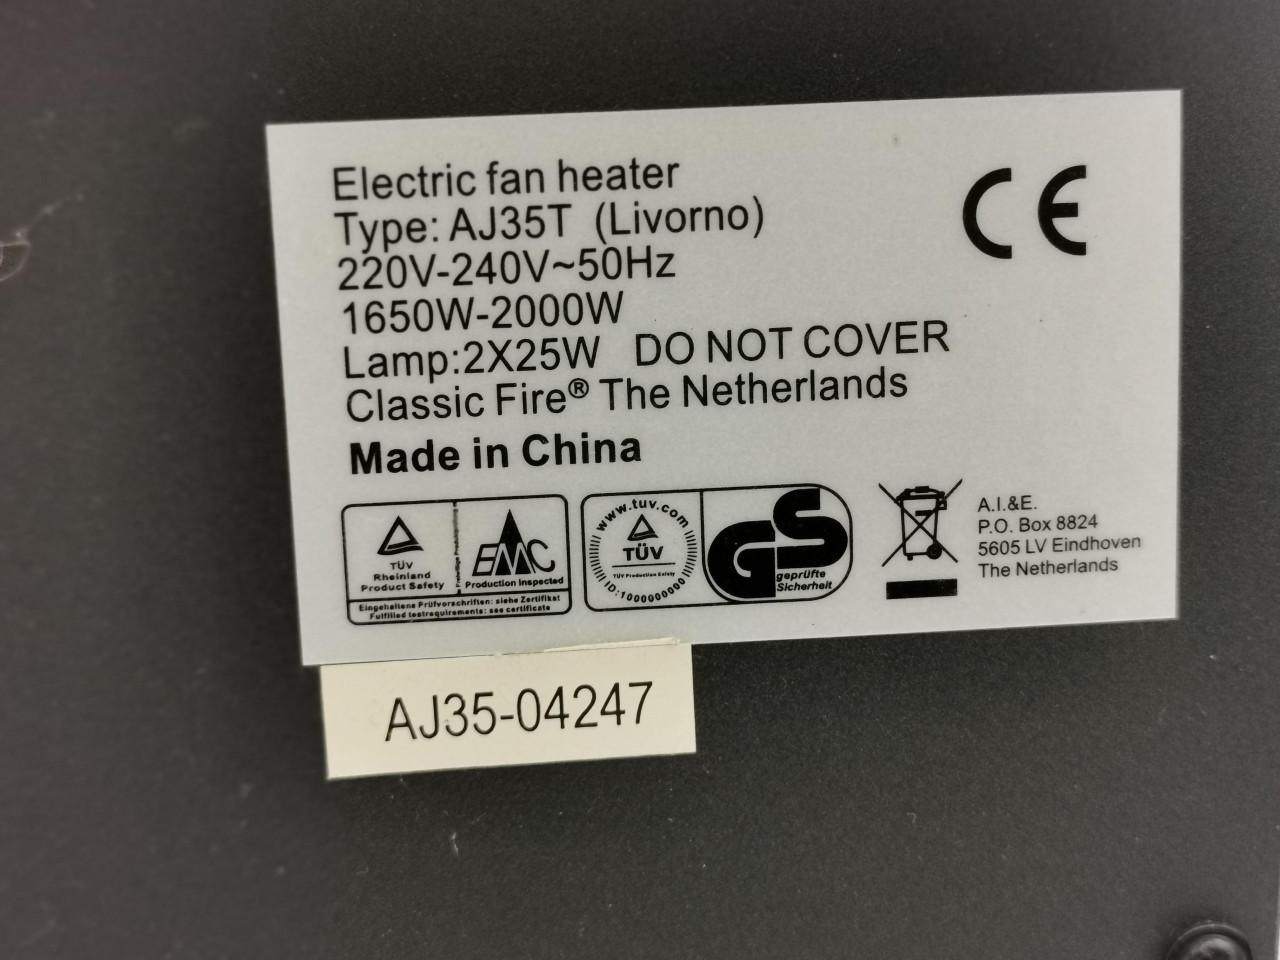 Electric fan heater
Type: AJ35T (Livorno)
220V-240V~50Hz
1650W-2000W
Lamp:2X25W DO NOT COVER
Classic Fire® The Netherlands
Made in China
CE
TÜV
Rheinland
Product Safety
EMC
Production Inspected
Eingehaltene Prüfvorschriften: siehe Zertifikat
Fulfilled testrequirements: see certificate
www.tuv.com
TÜV
TÜV Production Safety
ID:1000000000
GS
geprüfte
Sicherheit
A.I.&E.
P.O. Box 8824
5605 LV Eindhoven
The Netherlands
AJ35-04247